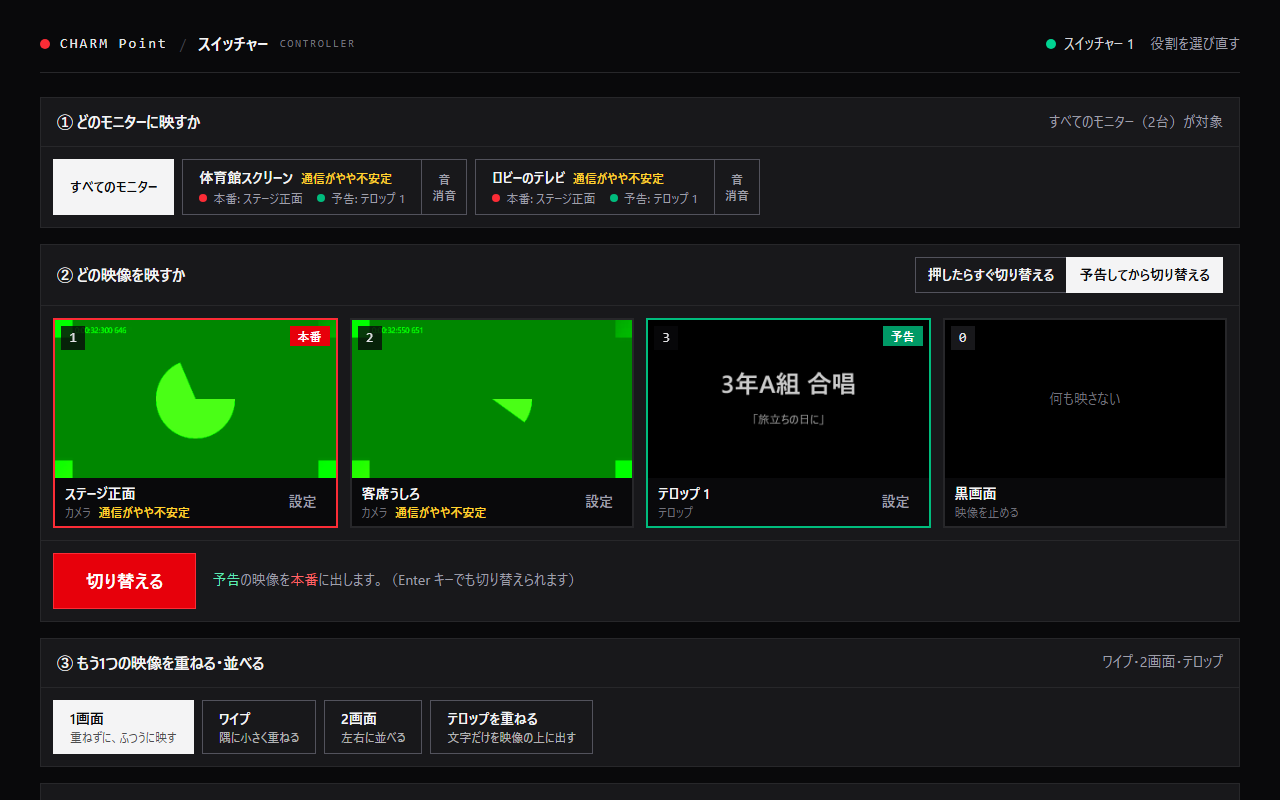 CHARM Point / スイッチャー CONTROLLER
スイッチャー 1 役割を選び直す
① どのモニターに映すか
すべてのモニター（2台）が対象
すべてのモニター
体育館スクリーン 通信がやや不安定
本番: ステージ正面 予告: テロップ 1
音
消音
ロビーのテレビ 通信がやや不安定
本番: ステージ正面 予告: テロップ 1
音
消音
② どの映像を映すか
押したらすぐ切り替える
予告してから切り替える
1
0:32:300 645
本番
ステージ正面
カメラ 通信がやや不安定
設定
2
0:32:550 651
客席うしろ
カメラ 通信がやや不安定
設定
3
予告
3年A組 合唱
「旅立ちの日に」
テロップ 1
テロップ
設定
0
何も映さない
黒画面
映像を止める
切り替える
予告の映像を本番に出します。（Enter キーでも切り替えられます）
③ もう1つの映像を重ねる・並べる
ワイプ・2画面・テロップ
1画面
重ねずに、ふつうに映す
ワイプ
隅に小さく重ねる
2画面
左右に並べる
テロップを重ねる
文字だけを映像の上に出す